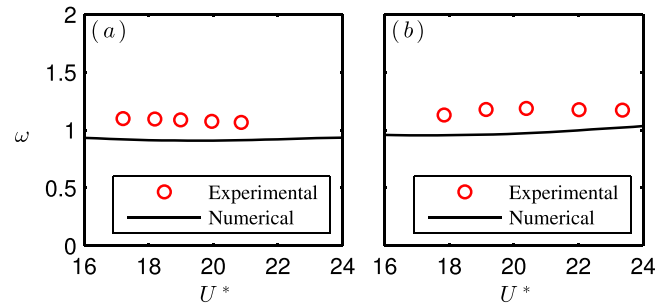 2
(a)
(b)
1.5
ω
1
0.5
Experimental
Numerical
Experimental
Numerical
0
16 18 20 22 24
16 18 20 22 24
U*
U*